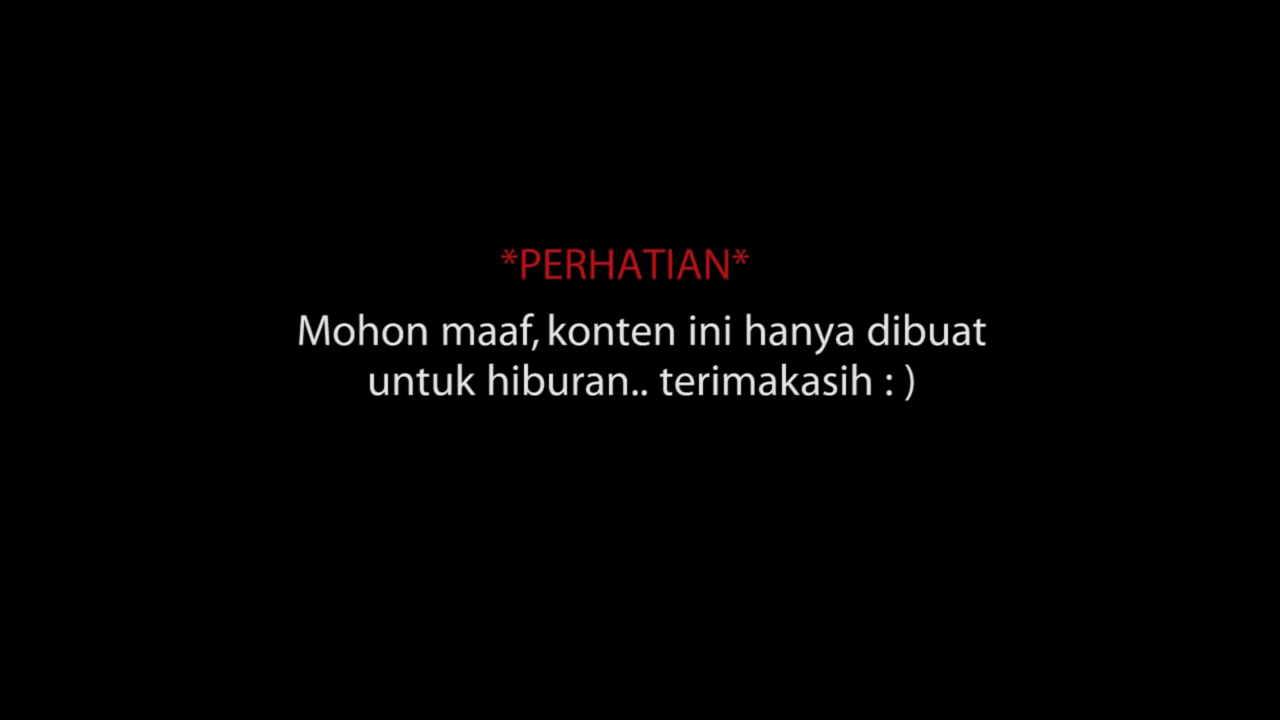 *PERHATIAN*
Mohon maaf, konten ini hanya dibuat
untuk hiburan.. terimakasih : )